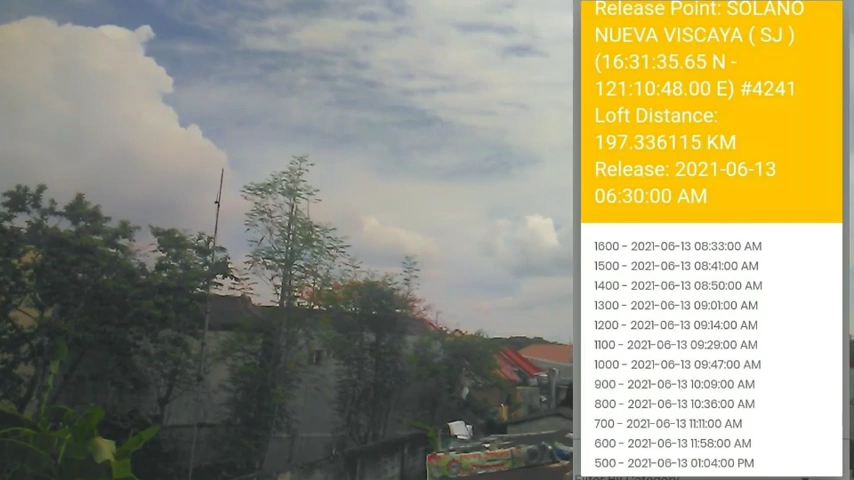 Release Point: SOLANO
NUEVA VISCAYA ( SJ )
(16:31:35.65 N -
121:10:48.00 E) #4241
Loft Distance:
197.336115 KM
Release: 2021-06-13
06:30:00 AM
1600 - 2021-06-13 08:33:00 AM
1500 - 2021-06-13 08:41:00 AM
1400 - 2021-06-13 08:50:00 AM
1300 - 2021-06-13 09:01:00 AM
1200 - 2021-06-13 09:14:00 AM
1100 - 2021-06-13 09:29:00 AM
1000 - 2021-06-13 09:47:00 AM
900 - 2021-06-13 10:09:00 AM
800 - 2021-06-13 10:36:00 AM
700 - 2021-06-13 11:11:00 AM
600 - 2021-06-13 11:58:00 AM
500 - 2021-06-13 01:04:00 PM
Filter By Category